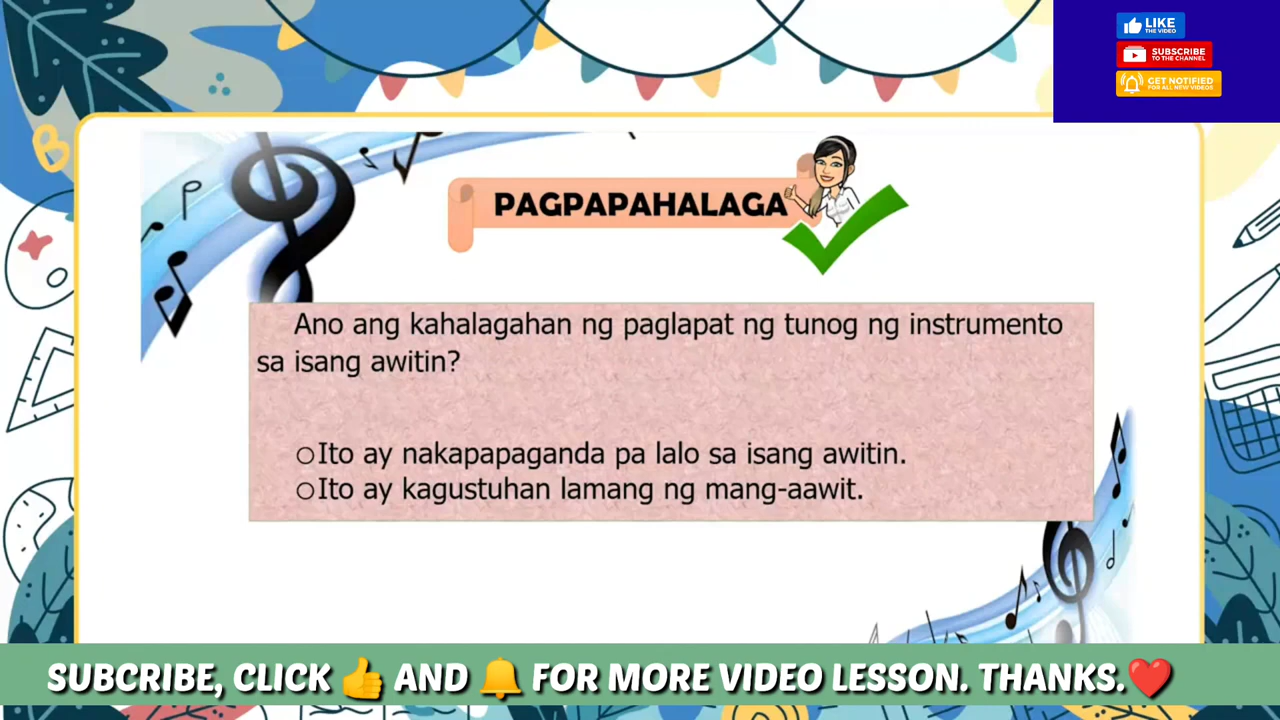 LIKE
THE VIDEO
SUBSCRIBE
TO THE CHANNEL
GET NOTIFIED
FOR ALL NEW VIDEOS
B
PAGPAPAHALAGA
Ano ang kahalagahan ng paglapat ng tunog ng instrumento
sa isang awitin?
○Ito ay nakapapaganda pa lalo sa isang awitin.
○Ito ay kagustuhan lamang ng mang-aawit.
SUBCRIBE, CLICK 👍 AND 🔔 FOR MORE VIDEO LESSON. THANKS.❤️